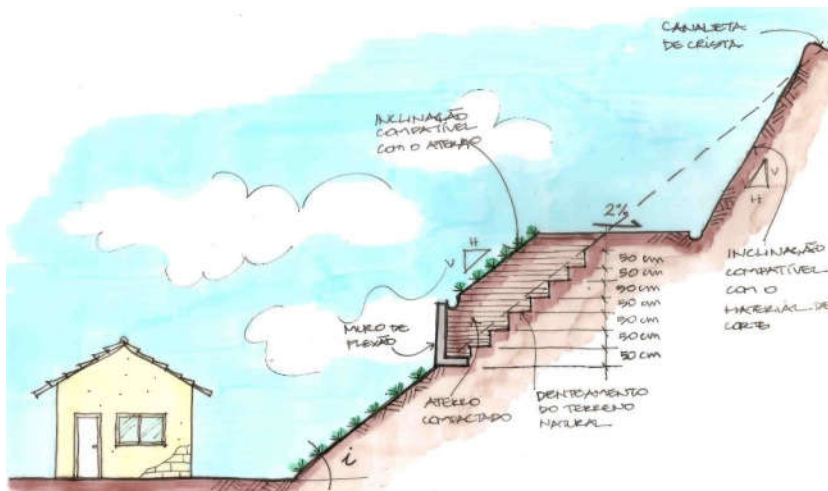 CANALETA
DE CRISTA
INCLINAÇÃO
COMPATÍVEL
COM O ATERRO
2%
H
V
V
H
50 cm
50 cm
50 cm
50 cm
50 cm
50 cm
50 cm
INCLINAÇÃO
COMPATÍVEL
COM O
MATERIAL DE
CORTE
MURO DE
FLEXÃO
ATERRO
COMPACTADO
DENTEAMENTO
DO TERRENO
NATURAL
i